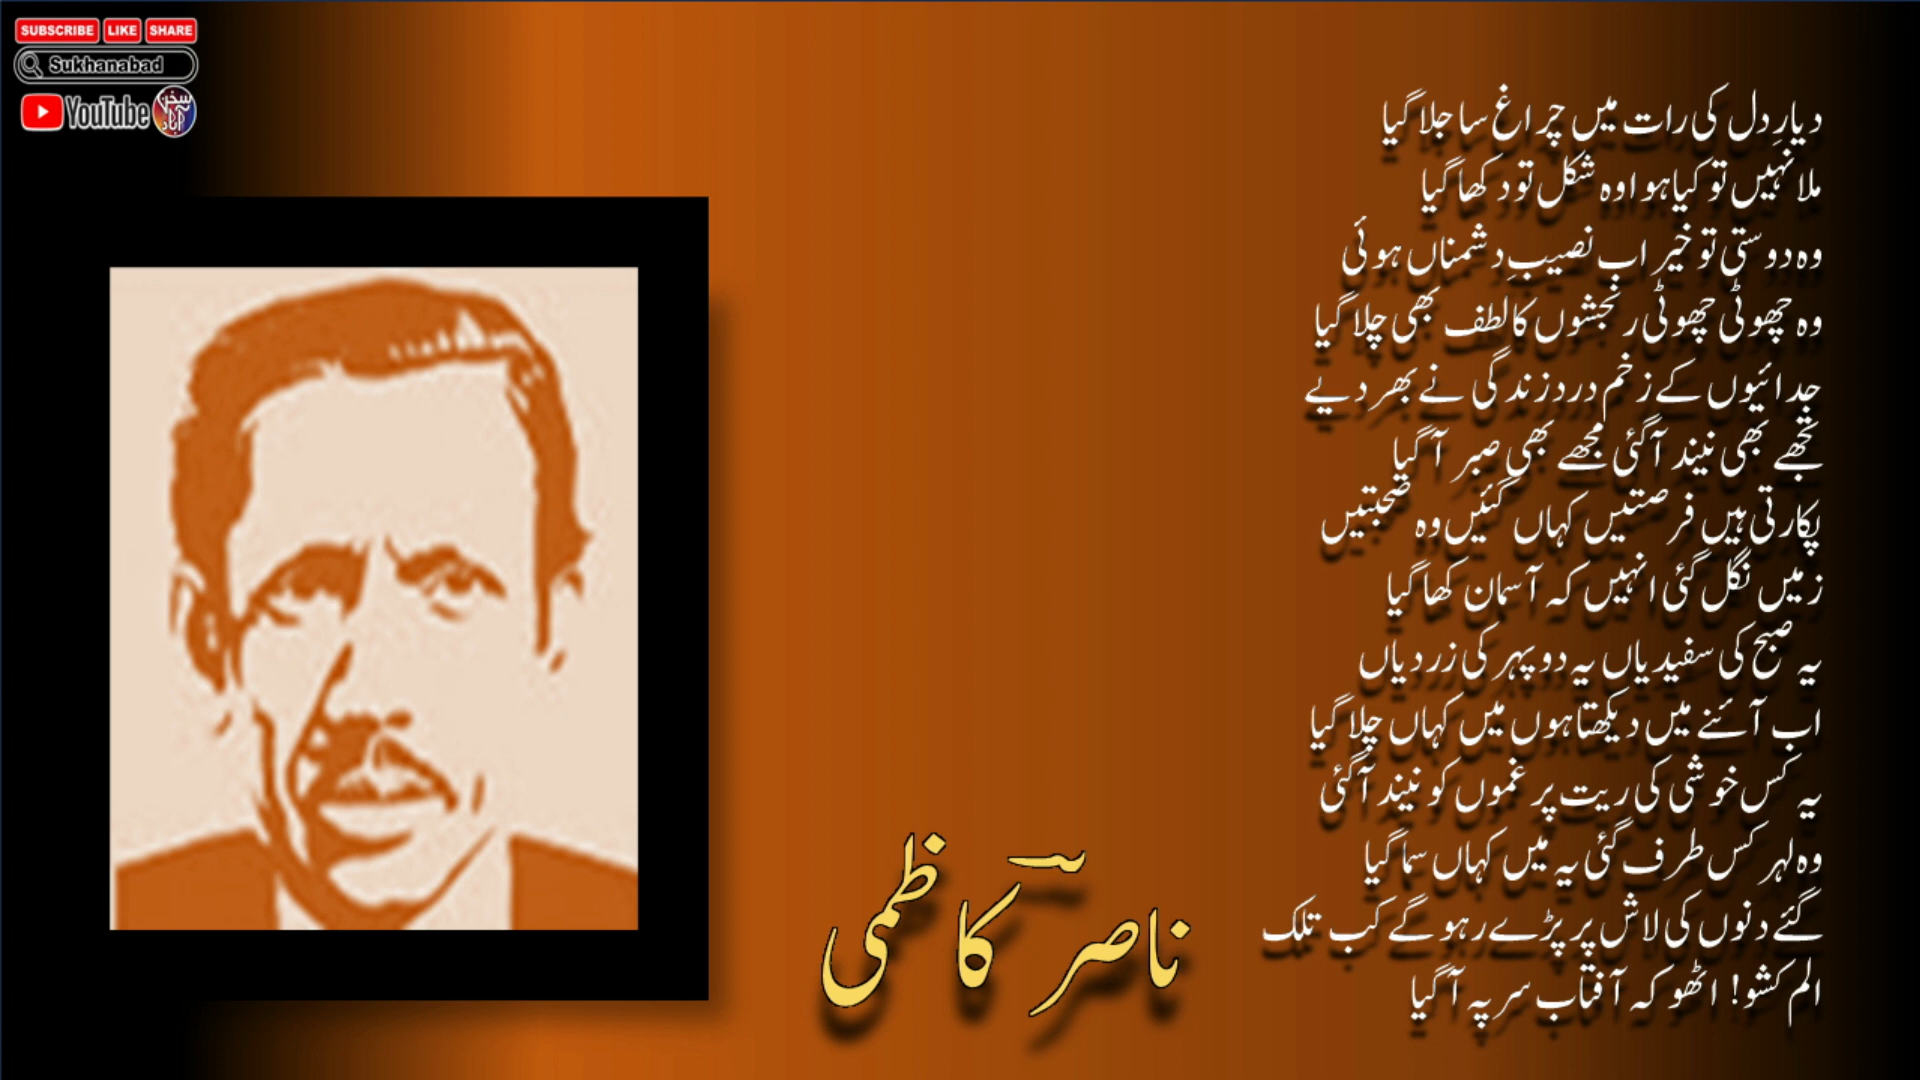 SUBSCRIBE LIKE SHARE
Sukhanabad
YouTube سخن آباد
دیارِ دل کی رات میں چراغ سا جلا گیا
ملا نہیں تو کیا ہوا وہ شکل تو دکھا گیا
وہ دوستی تو خیر اب نصیبِ دشمناں ہوئی
وہ چھوٹی چھوٹی رنجشوں کا لطف بھی چلا گیا
جدائیوں کے زخم دردِ زندگی نے بھر دیے
تجھے بھی نیند آ گئی مجھے بھی صبر آ گیا
پکارتی ہیں فرصتیں کہاں گئیں وہ صحبتیں
زمیں نگل گئی انہیں کہ آسمان کھا گیا
یہ صبح کی سفیدیاں یہ دوپہر کی زردیاں
اب آئنے میں دیکھتا ہوں میں کہاں چلا گیا
یہ کس خوشی کی ریت پر غموں کو نیند آ گئی
وہ لہر کس طرف گئی یہ میں کہاں سما گیا
گئے دنوں کی لاش پر پڑے رہو گے کب تلک
الم کشو! اٹھو کہ آفتاب سر پہ آ گیا
ناصرؔ کاظمی